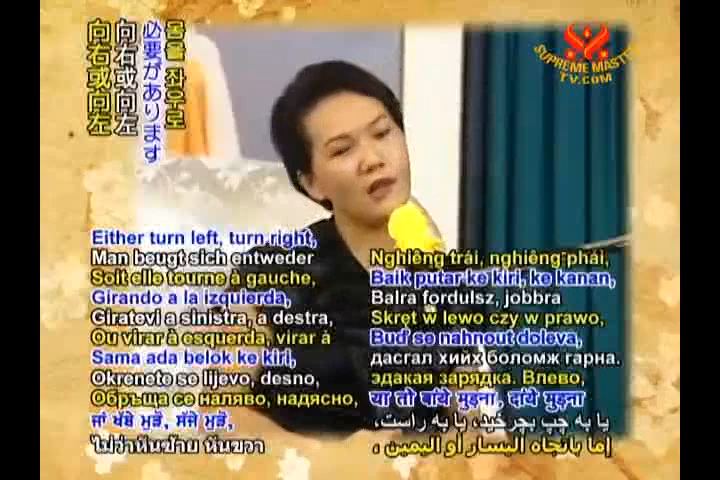 向右或向左
向右或向左
必要があります
몸을 좌우로
SUPREME MASTER
TV.COM
Either turn left, turn right,
Man beugt sich entweder
Soit elle tourne à gauche,
Girando a la izquierda,
Giratevi a sinistra, a destra,
Ou virar à esquerda, virar à
Sama ada belok ke kiri,
Okrenete se lijevo, desno,
Обръща се наляво, надясно,
ਜਾਂ ਖੱਬੇ ਮੁੜੋ, ਸੱਜੇ ਮੁੜੋ,
ไม่ว่าหันซ้าย หันขวา
Nghiêng trái, nghiêng phải,
Baik putar ke kiri, ke kanan,
Balra fordulsz, jobbra
Skręt w lewo czy w prawo,
Buď se nahnout doleva,
дасгал хийх боломж гарна.
эдакая зарядка. Влево,
या तो बांये मुड़ना, दांये मुड़ना
یا به چپ بچرخید، یا به راست،
إما باتجاه اليسار أو اليمين ،